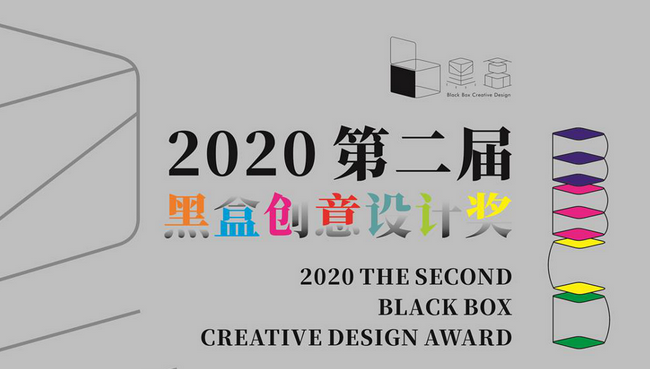 黑盒
Black Box Creative Design
2020 第二届
黑盒创意设计奖
2020 THE SECOND
BLACK BOX
CREATIVE DESIGN AWARD